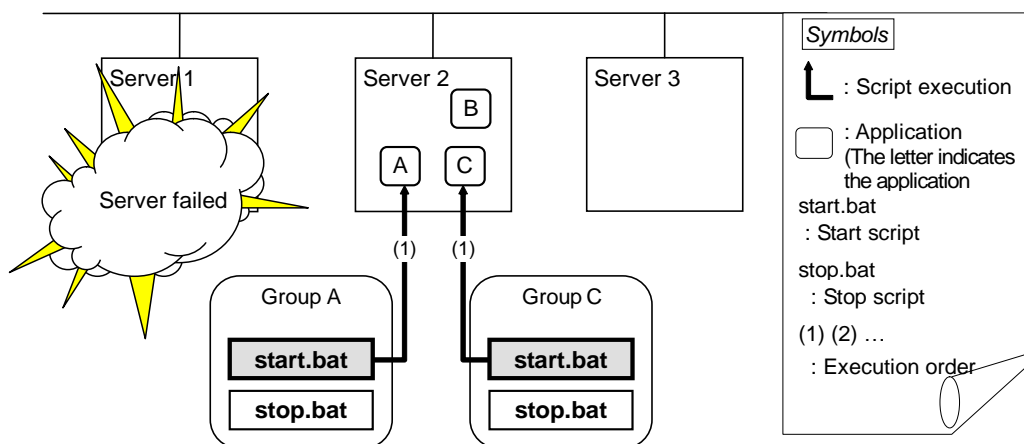 Server 1
Server 2
Server 3
B
A
C
Server failed
(1)
(1)
Group A
start.bat
stop.bat
Group C
start.bat
stop.bat
Symbols
: Script execution
: Application
(The letter indicates
the application
start.bat
: Start script
stop.bat
: Stop script
(1) (2) …
: Execution order